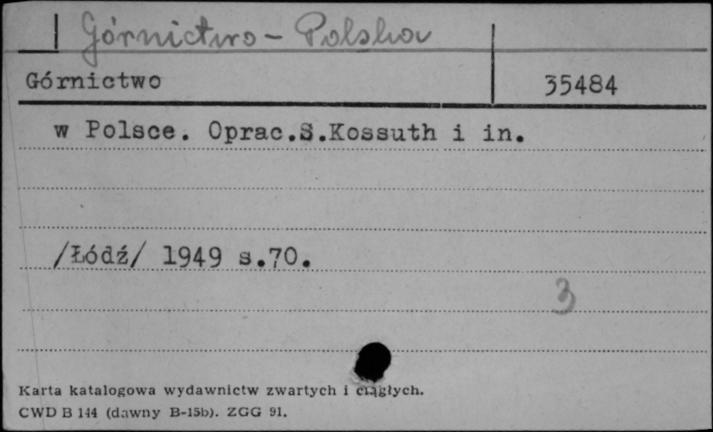 Górnictwo - Polska
Górnictwo 35484
w Polsce. Oprac.S.Kossuth i in.
/Łódź/ 1949 s.70.
3
Karta katalogowa wydawnictw zwartych i ciągłych.
CWD B 144 (dawny B-15b). ZGG 91.